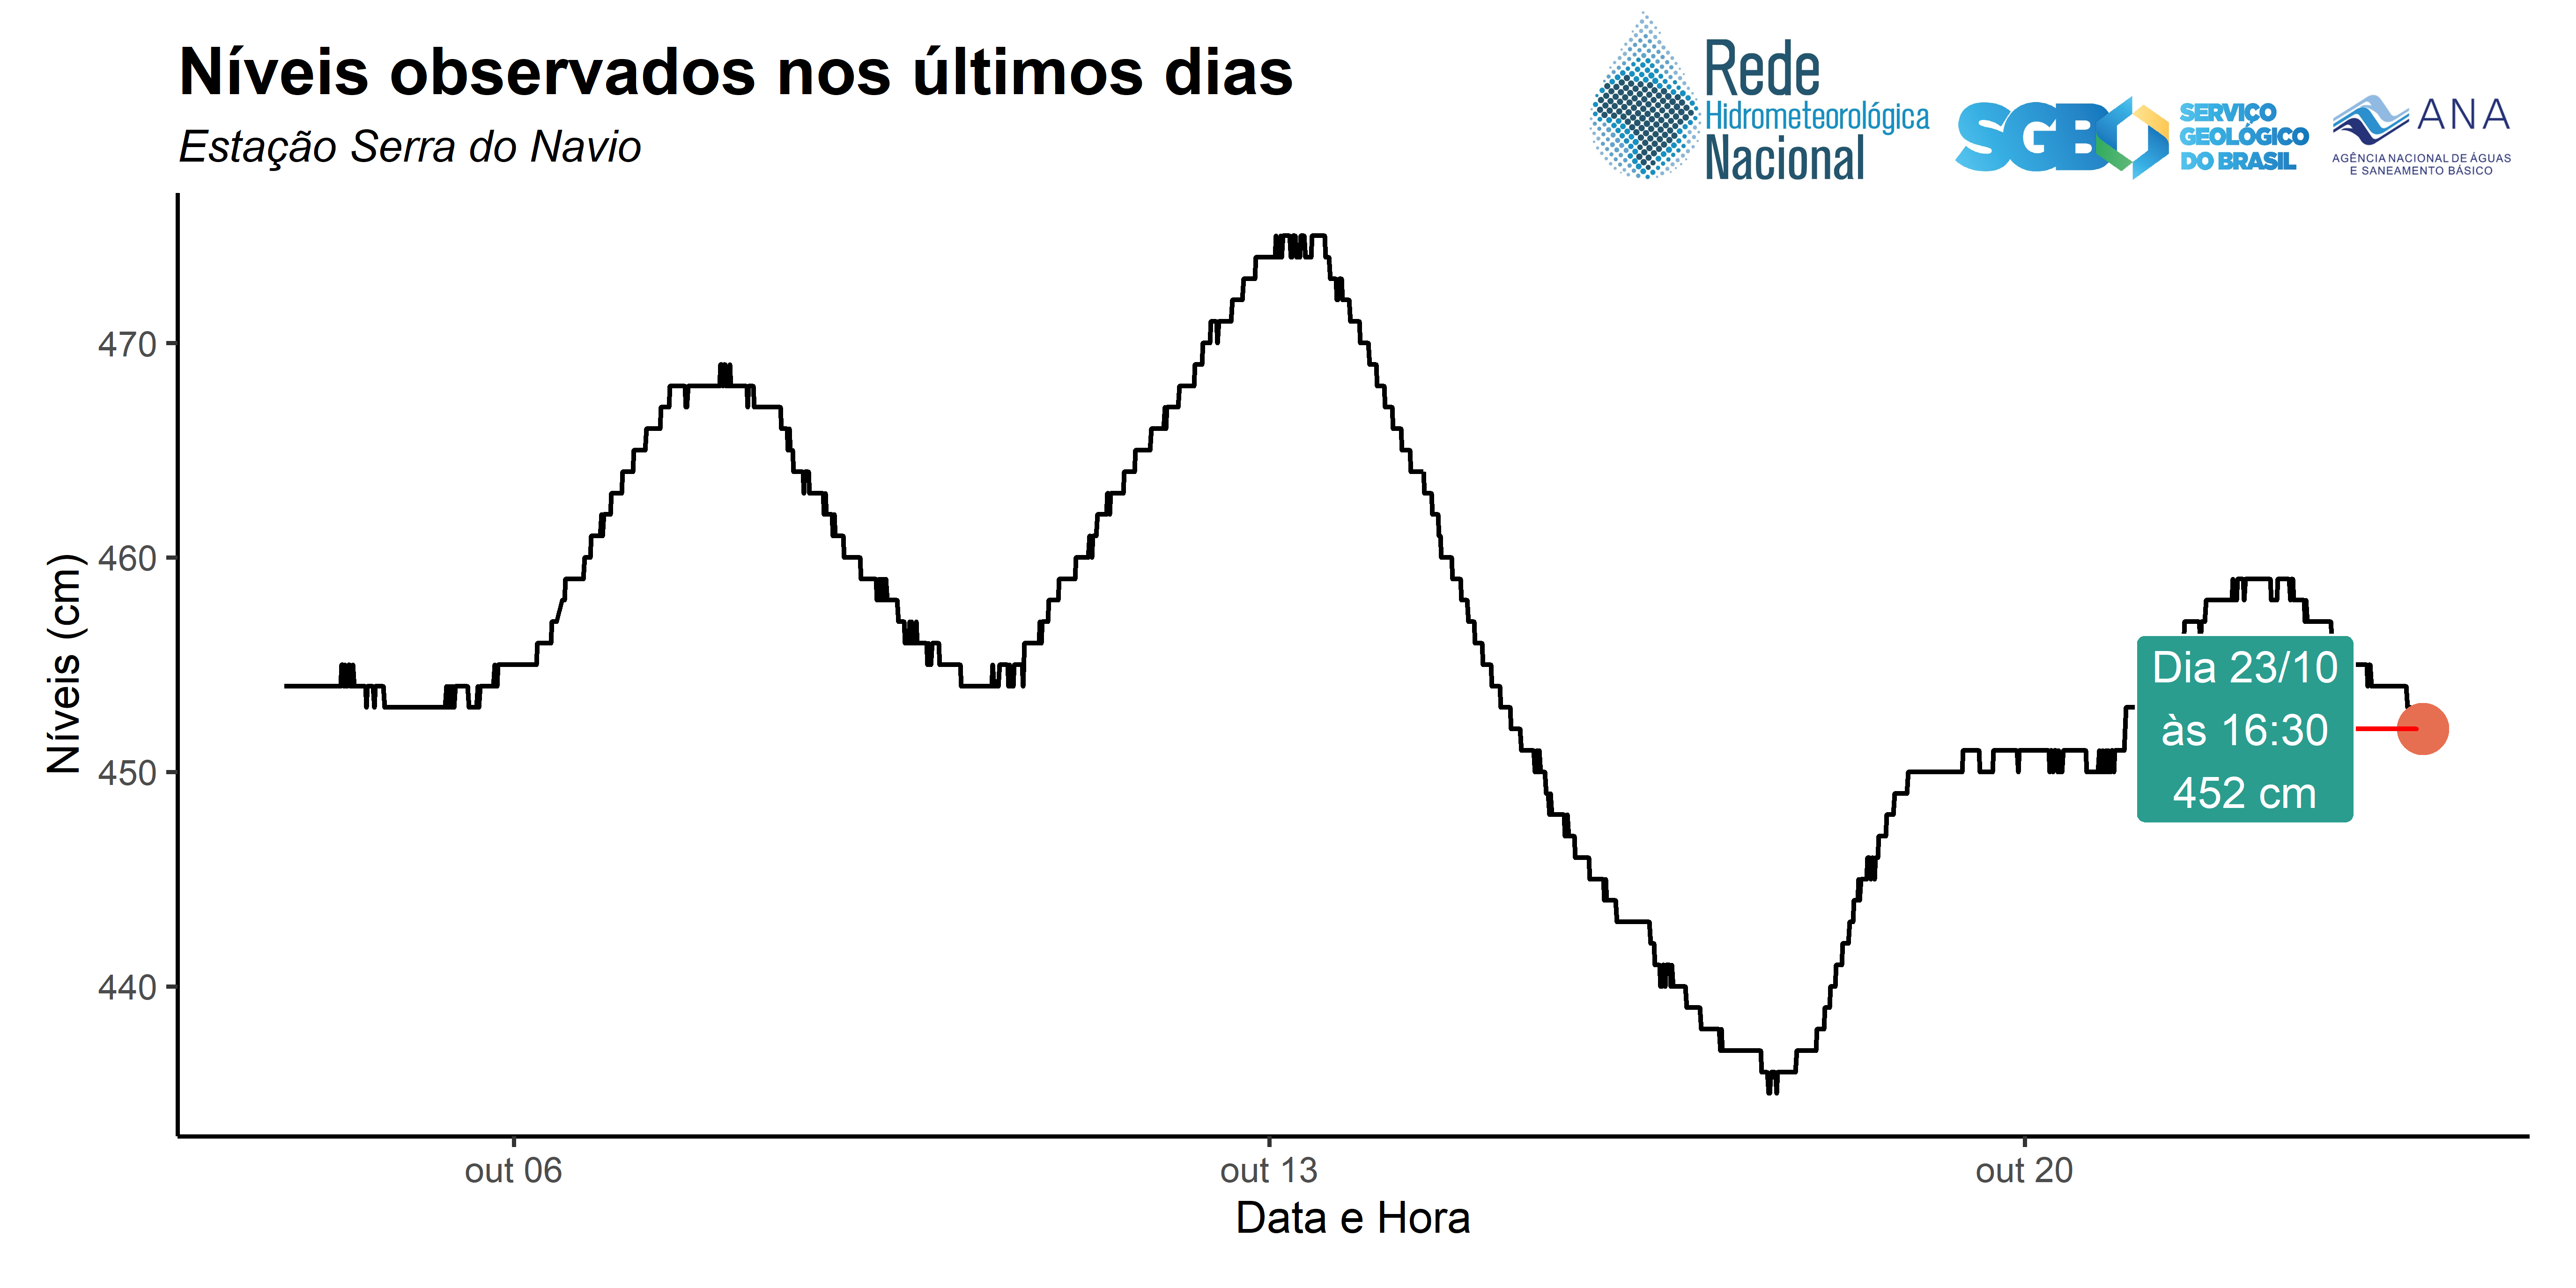 Níveis observados nos últimos dias
Estação Serra do Navio
Rede
Hidrometeorológica
Nacional
SGB
SERVIÇO
GEOLÓGICO
DO BRASIL
ANA
AGÊNCIA NACIONAL DE ÁGUAS
E SANEAMENTO BÁSICO
Níveis (cm)
470
460
450
440
Dia 23/10
às 16:30
452 cm
out 06
out 13
out 20
Data e Hora